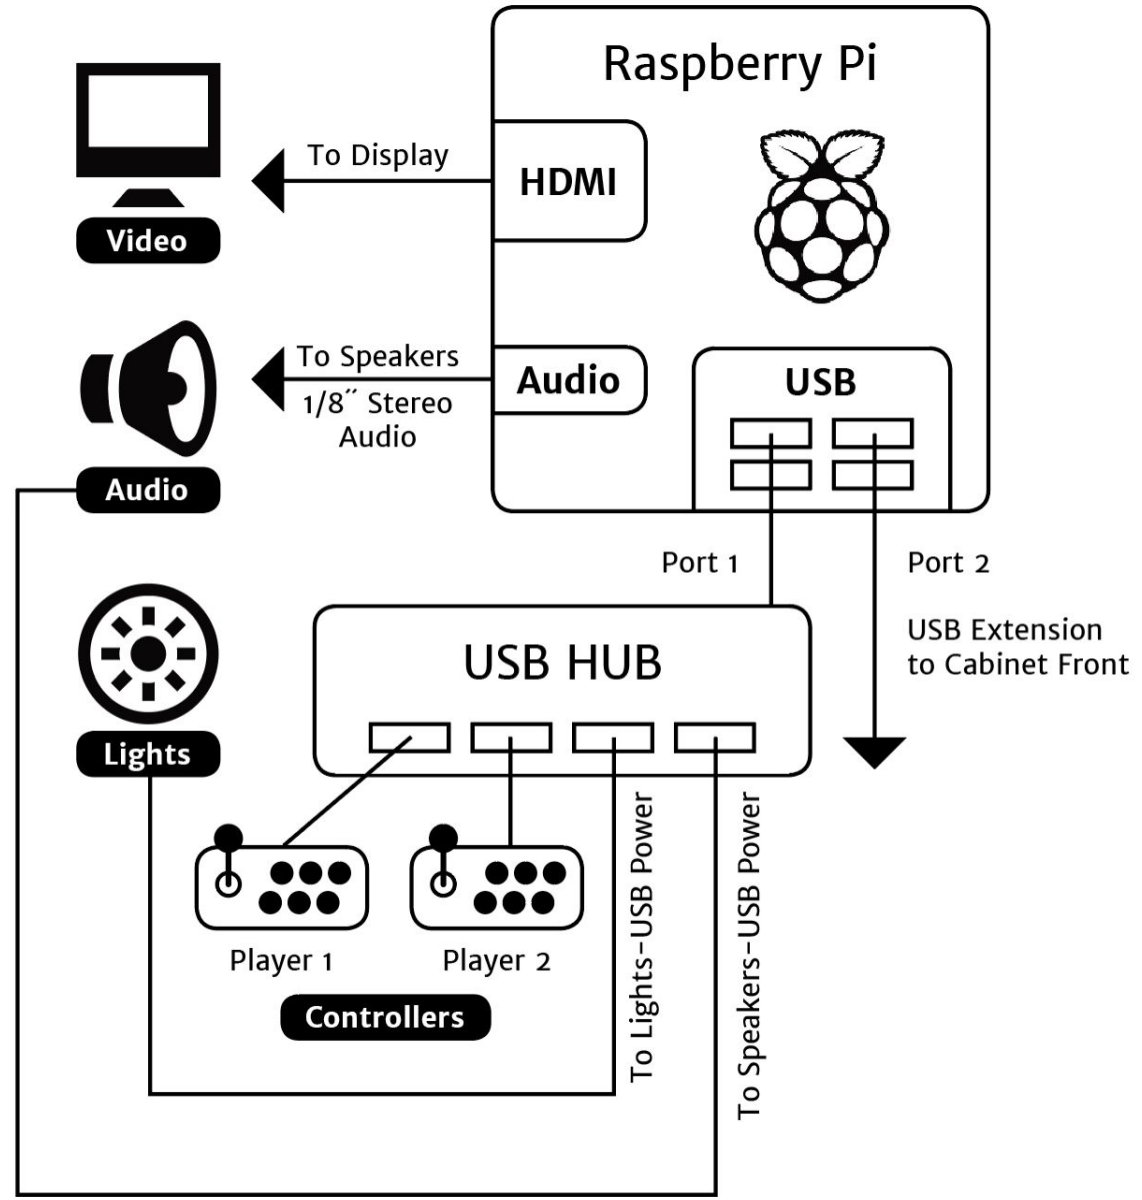 Raspberry Pi
To Display
HDMI
Video
To Speakers
1/8˝ Stereo
Audio
Audio
USB
Audio
Port 1
Port 2
USB Extension
to Cabinet Front
USB HUB
Lights
To Lights–USB Power
To Speakers–USB Power
Player 1
Player 2
Controllers